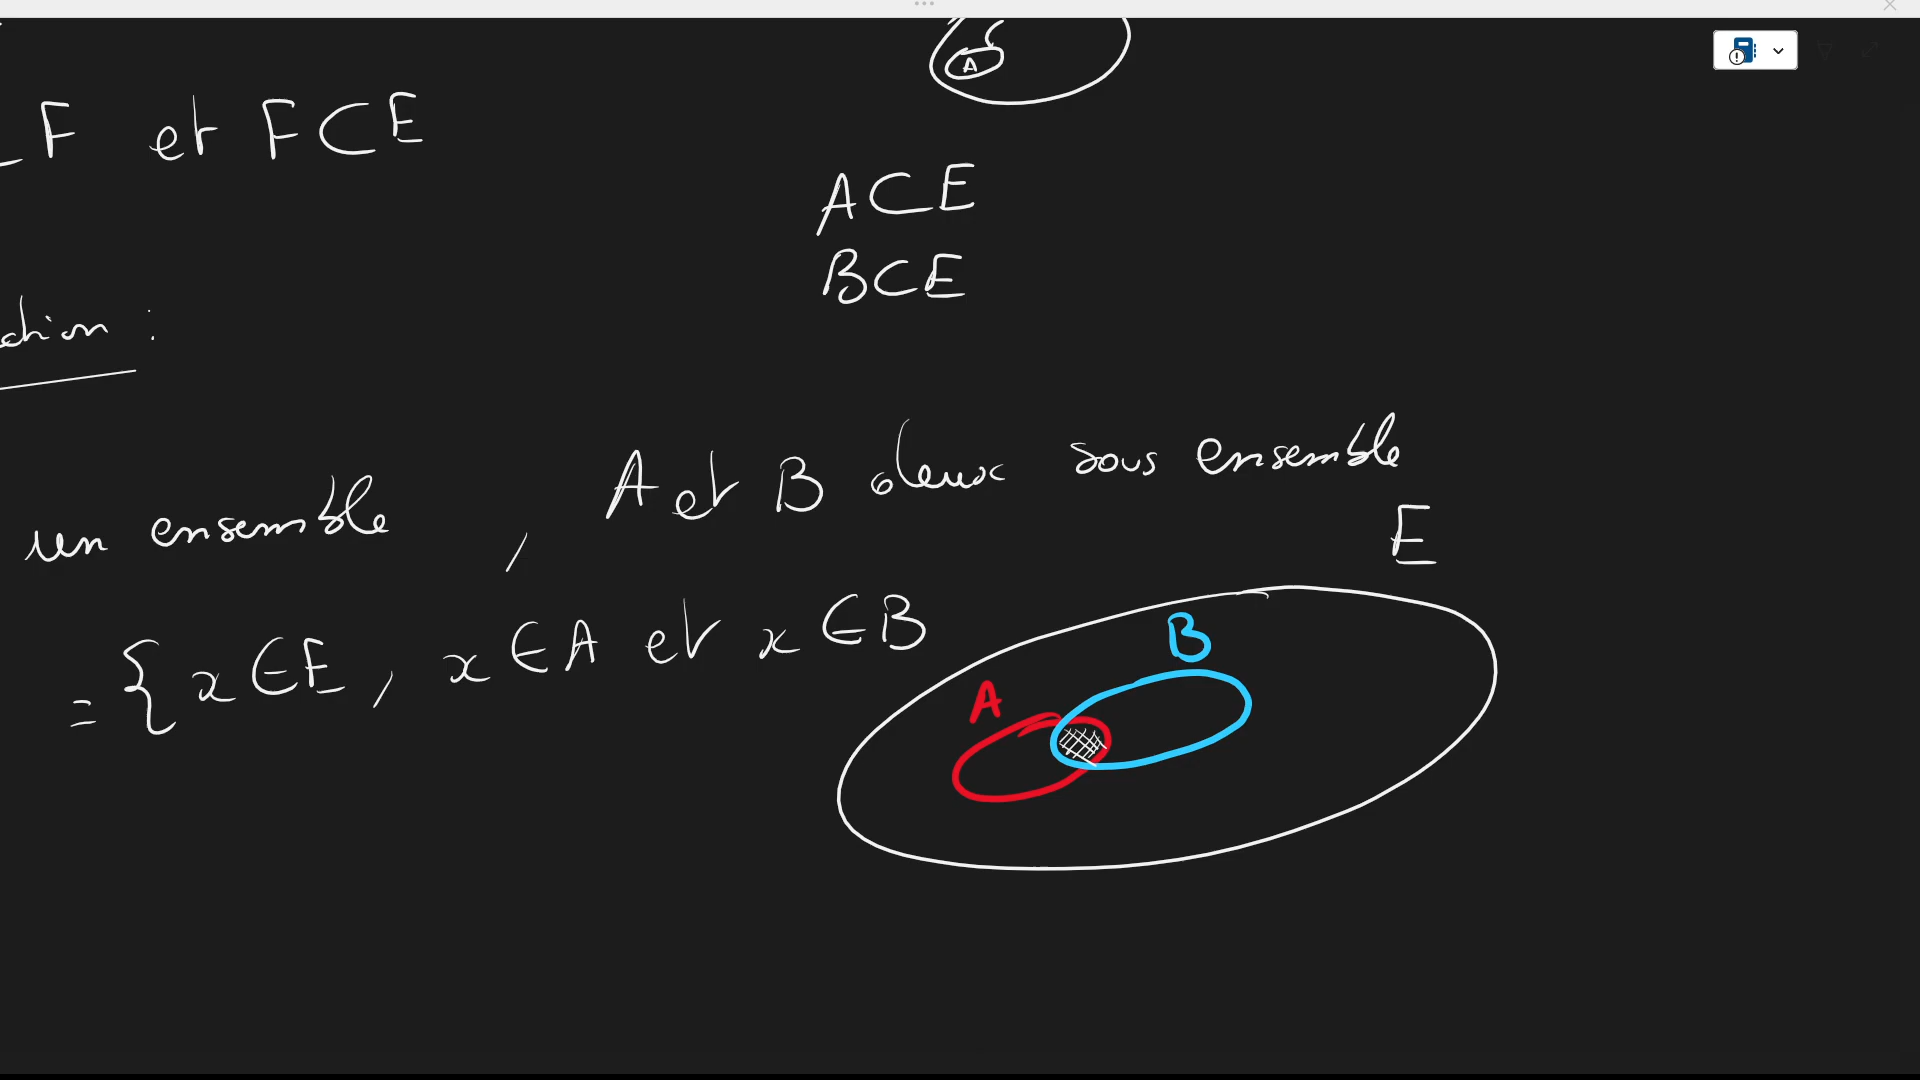 A
F et F⊂E
A⊂E
B⊂E
ction :
un ensemble , A et B deux sous ensemble
E
= { x∈E , x∈A et x∈B
B
A